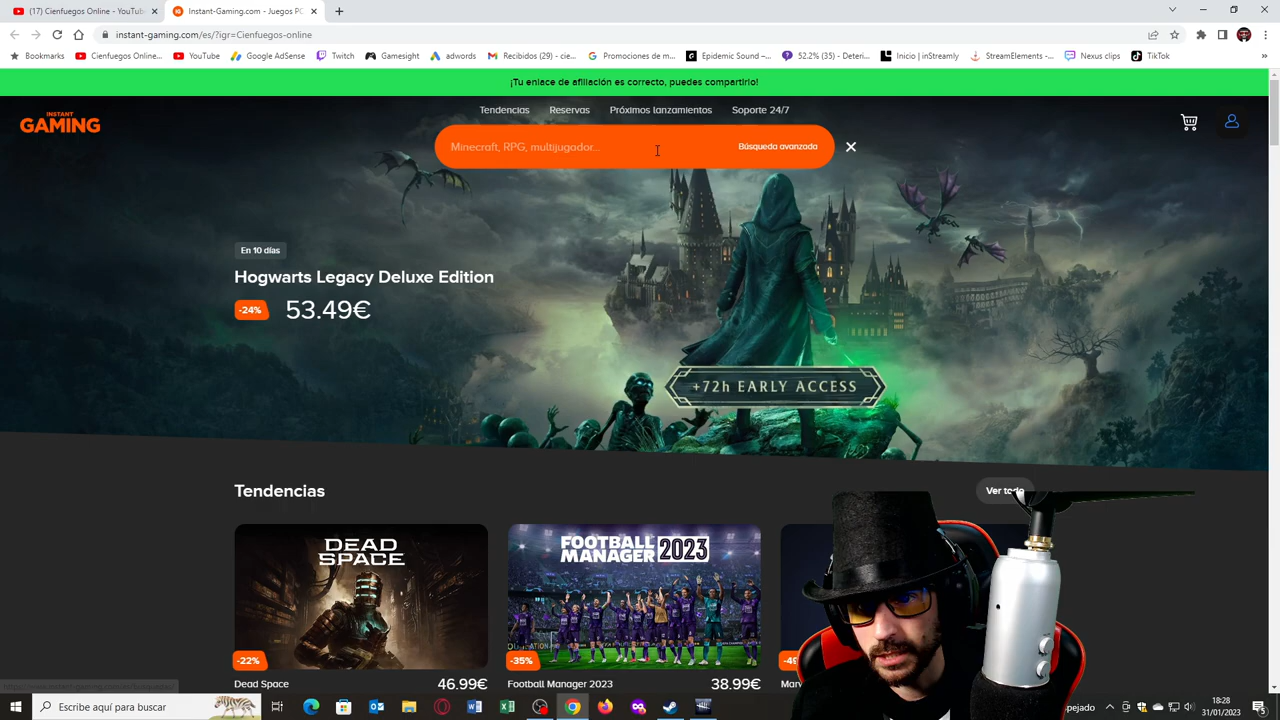 (17) Cienfuegos Online - YouTub
Instant-Gaming.com - Juegos PC
instant-gaming.com/es/?igr=Cienfuegos-online
Bookmarks
Cienfuegos Online...
YouTube
Google AdSense
Twitch
Gamesight
adwords
Recibidos (29) - cie...
Promociones de m...
Epidemic Sound –...
52.2% (35) - Deteri...
Inicio | inStreamly
StreamElements -...
Nexus clips
TikTok
¡Tu enlace de afiliación es correcto, puedes compartirlo!
INSTANT
GAMING
Tendencias
Reservas
Próximos lanzamientos
Soporte 24/7
Minecraft, RPG, multijugador...
Búsqueda avanzada
En 10 días
Hogwarts Legacy Deluxe Edition
-24%
53.49€
+72h EARLY ACCESS
Tendencias
Ver todo
DEAD
SPACE
FOOTBALL
MANAGER 2023
-22%
-35%
Dead Space
46.99€
Football Manager 2023
38.99€
Marv
Escribe aquí para buscar
pejado
18:28
31/01/2023